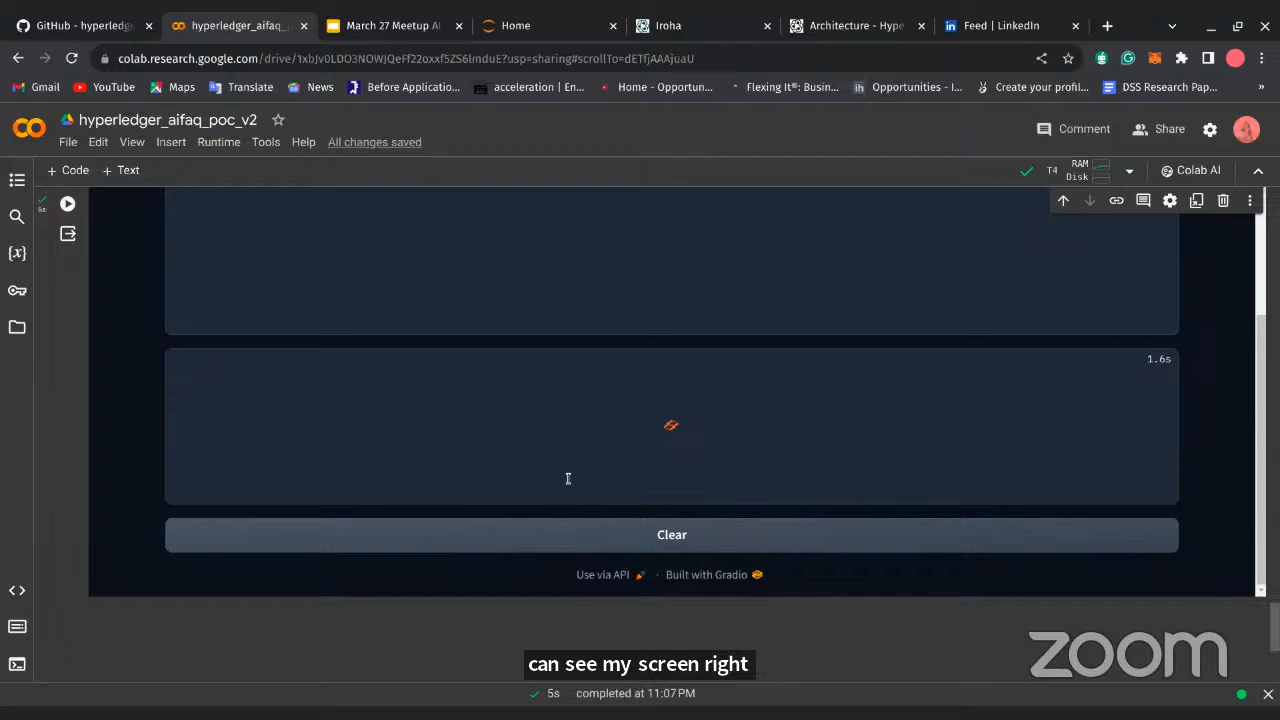 GitHub - hyperledg
hyperledger_aifaq_
March 27 Meetup AI
Home
Iroha
Architecture - Hype
Feed | LinkedIn
colab.research.google.com/drive/1xbJv0LDO3NOWJQeFf22oxxf5ZS6lmduE?usp=sharing#scrollTo=dETfjAAAjuaU
Gmail
YouTube
Maps
Translate
News
Before Application...
acceleration | En...
Home - Opportunity...
Flexing It®: Busin...
Opportunities - I...
Create your profil...
DSS Research Pap...
»
hyperledger_aifaq_poc_v2
Comment
Share
File Edit View Insert Runtime Tools Help All changes saved
+ Code + Text
T4
RAM
Disk
Colab AI
6s
{x}
1.6s
Clear
Use via API · Built with Gradio
can see my screen right
zoom
5s completed at 11:07 PM